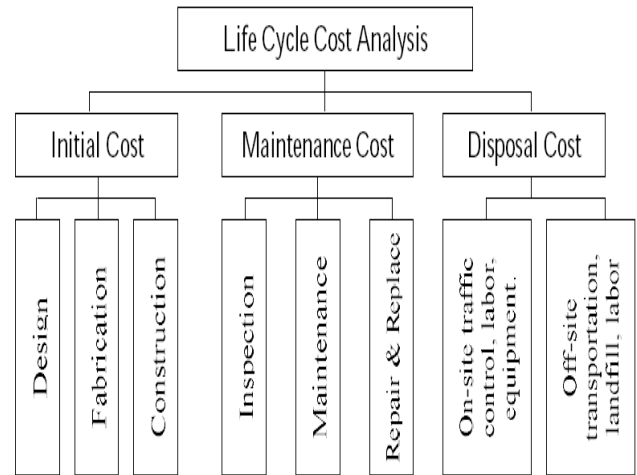 Life Cycle Cost Analysis
Initial Cost
Maintenance Cost
Disposal Cost
Design
Fabrication
Construction
Inspection
Maintenance
Repair & Replace
On-site traffic
control, labor,
equipment.
Off-site
transportation,
landfill, labor